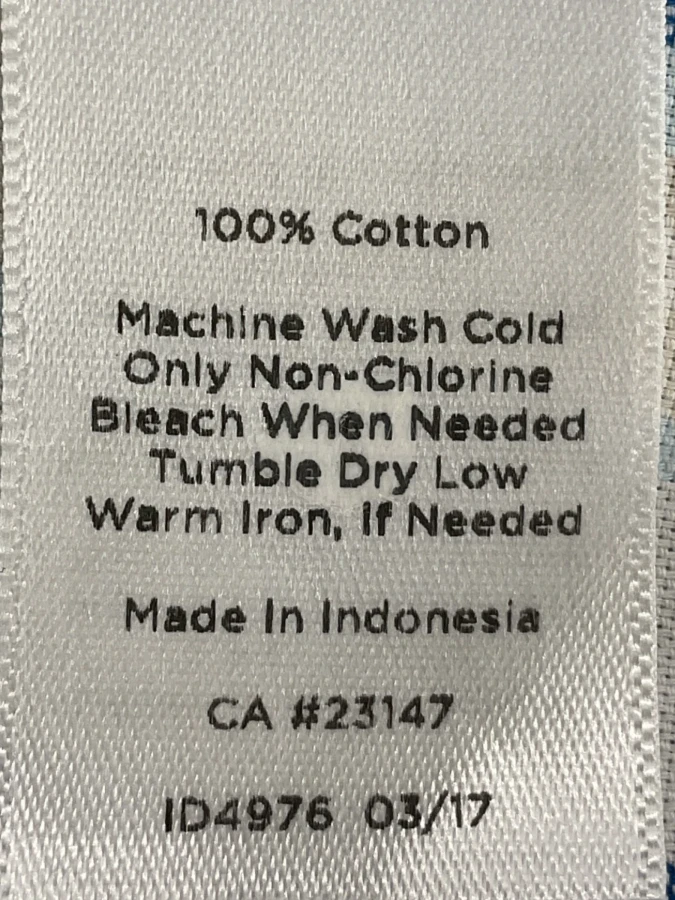 100% Cotton
Machine Wash Cold
Only Non-Chlorine
Bleach When Needed
Tumble Dry Low
Warm Iron, If Needed
Made In Indonesia
CA #23147
ID4976 03/17